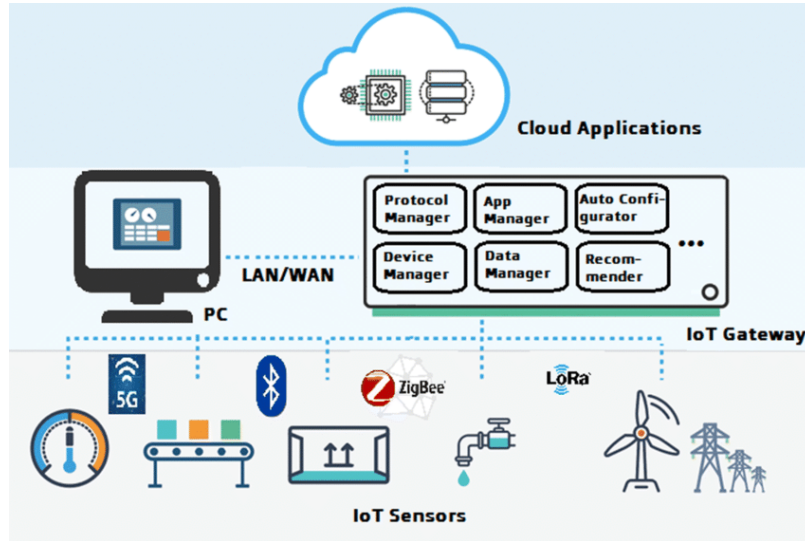 Cloud Applications
Protocol
Manager
App
Manager
Auto Confi-
gurator
Device
Manager
Data
Manager
Recom-
mender
...
LAN/WAN
PC
IoT Gateway
5G
ZigBee
LoRa
IoT Sensors